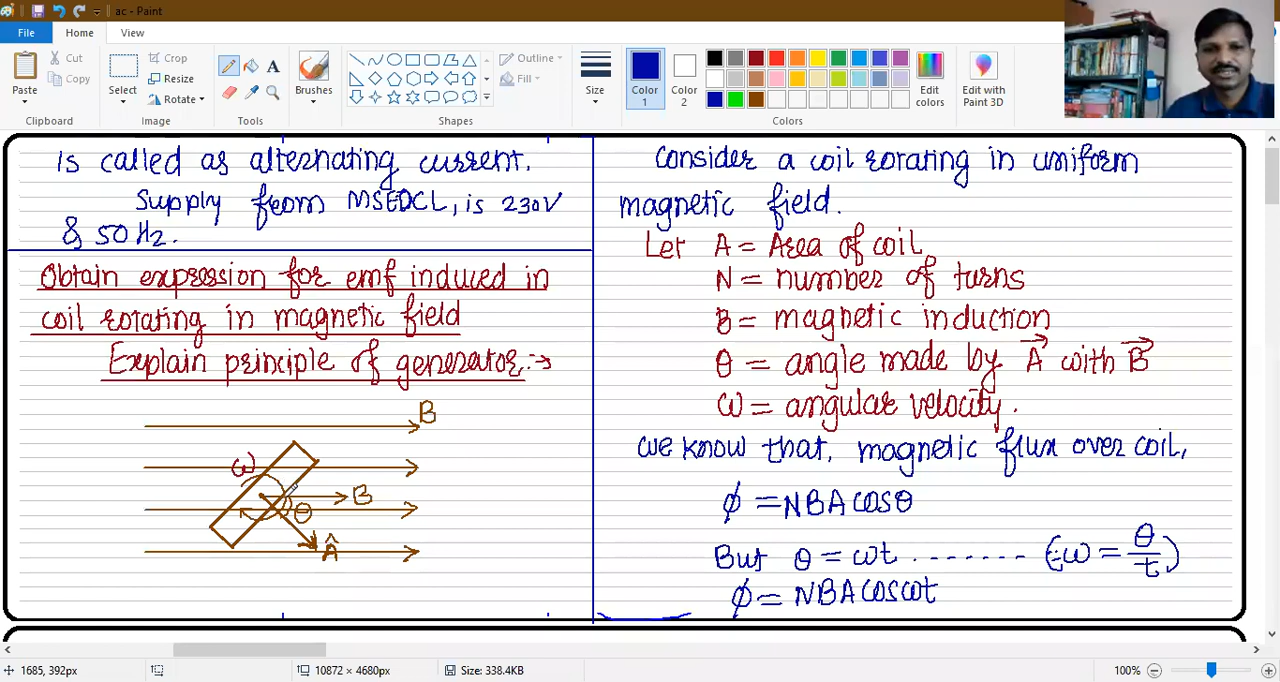 ac - Paint
File
Home
View
Paste
Cut
Copy
Clipboard
Select
Crop
Resize
Rotate
Image
A
Tools
Brushes
Outline
Fill
Shapes
Size
Color 1
Color 2
Edit colors
Colors
Edit with Paint 3D
is called as alternating current.
Supply from MSEDCL, is 230V
& 50 Hz.
Obtain expression for emf induced in
coil rotating in magnetic field
Explain principle of generator :→
B
ω
B
θ
Â
Consider a coil rotating in uniform
magnetic field.
Let A = Area of coil
N = number of turns
B = magnetic induction
θ = angle made by A⃗ with B⃗
ω = angular velocity.
we know that, magnetic flux over coil,
ϕ = NBA cosθ
But θ = ωt ....... (∵ω = θ/t)
ϕ = NBA cosωt
1685, 392px
10872 × 4680px
Size: 338.4KB
100%